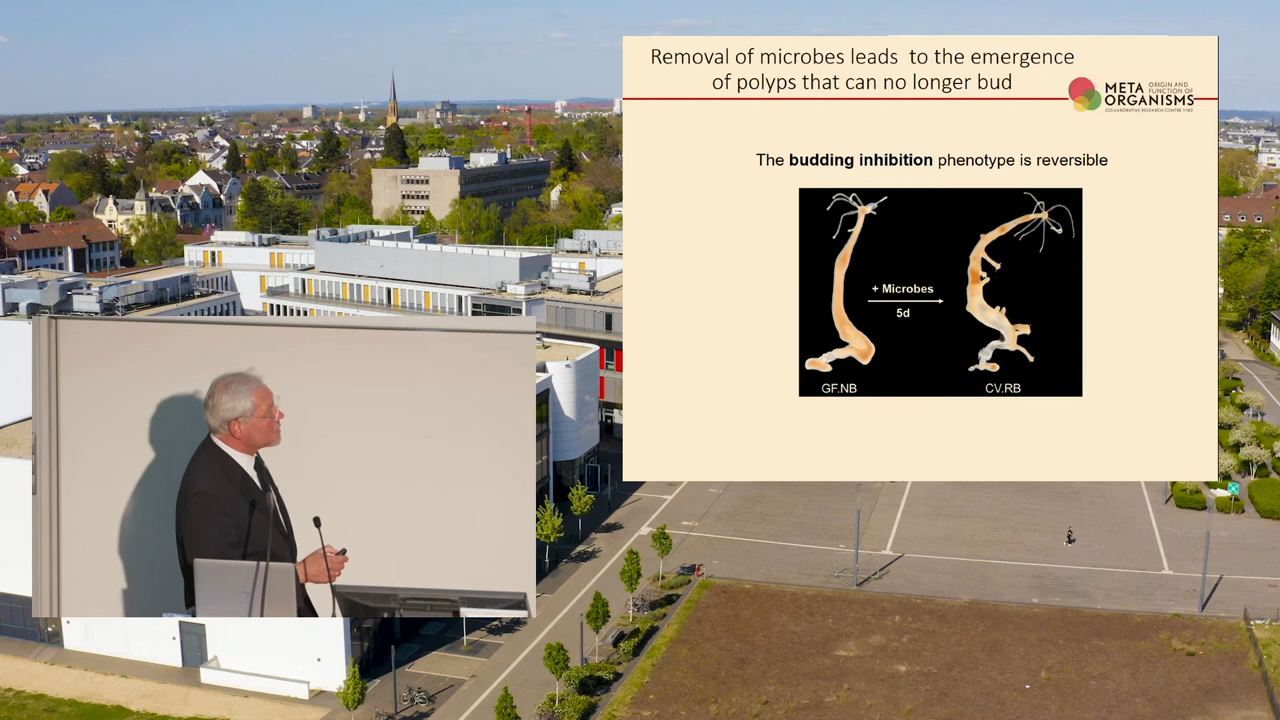 Removal of microbes leads to the emergence
of polyps that can no longer bud
META ORIGIN AND
FUNCTION OF
ORGANISMS
COLLABORATIVE RESEARCH CENTRE 1182
The budding inhibition phenotype is reversible
+ Microbes
5d
GF.NB
CV.RB